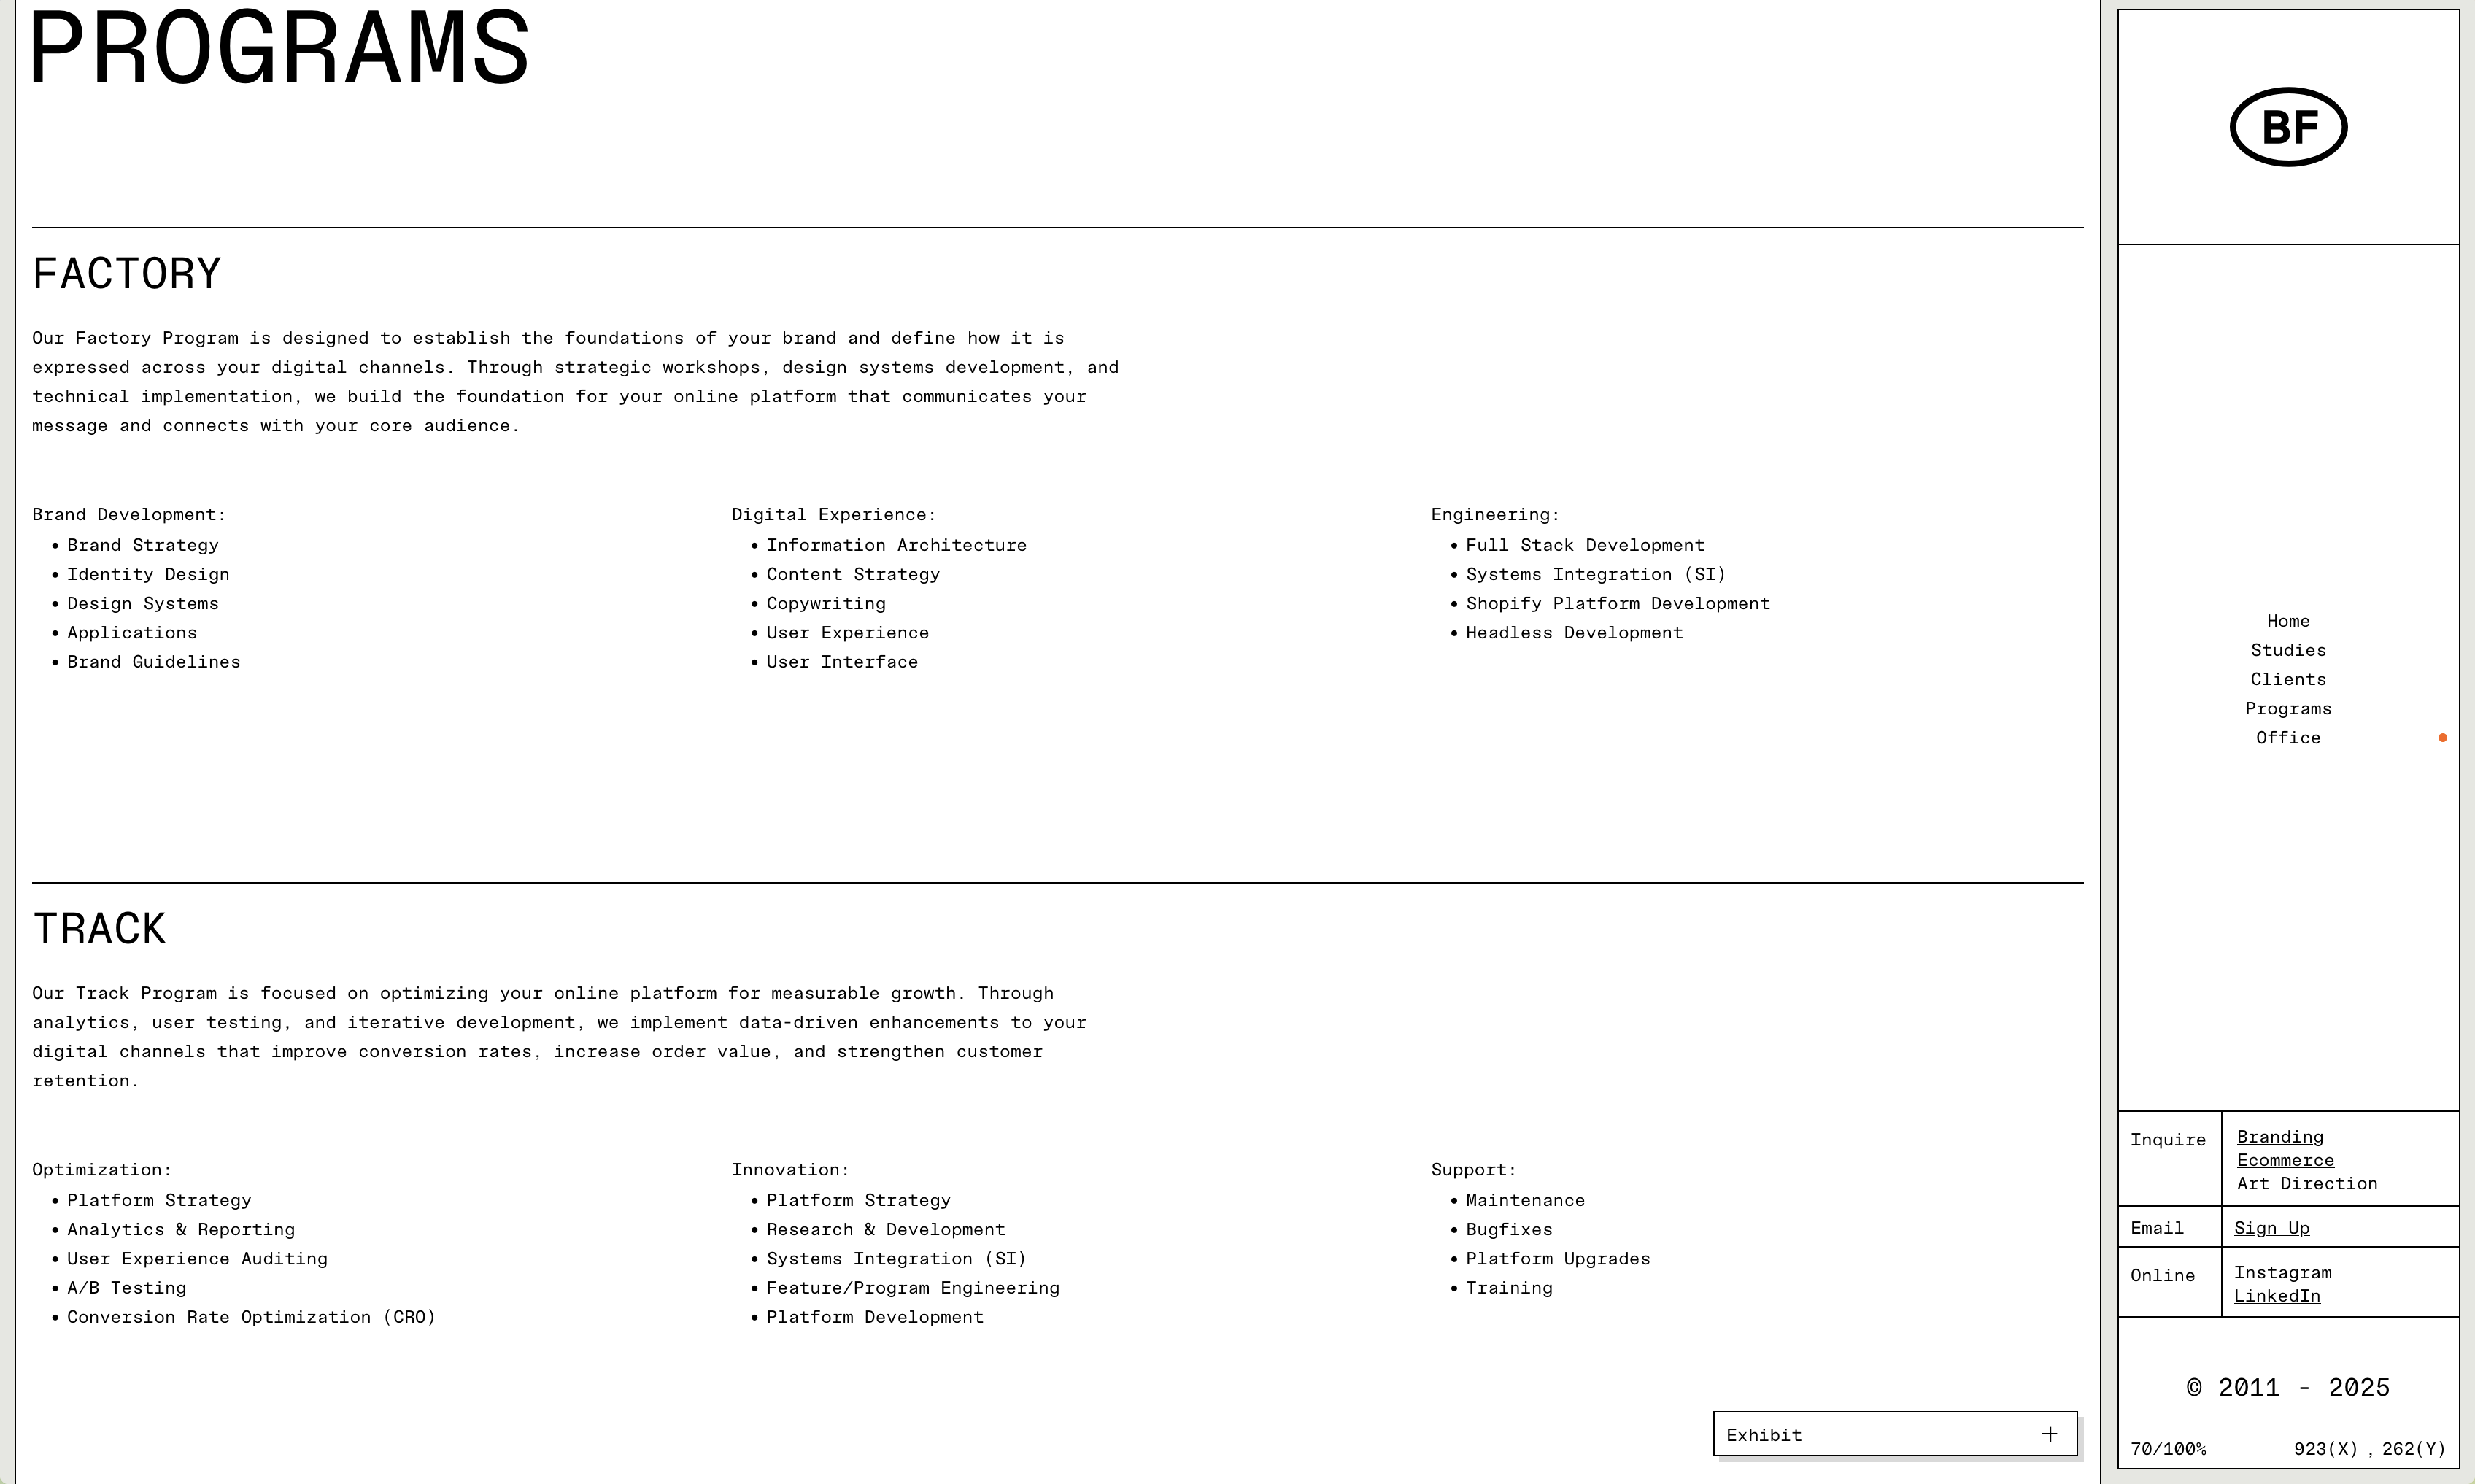 PROGRAMS
FACTORY
Our Factory Program is designed to establish the foundations of your brand and define how it is
expressed across your digital channels. Through strategic workshops, design systems development, and
technical implementation, we build the foundation for your online platform that communicates your
message and connects with your core audience.
Brand Development:
• Brand Strategy
• Identity Design
• Design Systems
• Applications
• Brand Guidelines
Digital Experience:
• Information Architecture
• Content Strategy
• Copywriting
• User Experience
• User Interface
Engineering:
• Full Stack Development
• Systems Integration (SI)
• Shopify Platform Development
• Headless Development
TRACK
Our Track Program is focused on optimizing your online platform for measurable growth. Through
analytics, user testing, and iterative development, we implement data-driven enhancements to your
digital channels that improve conversion rates, increase order value, and strengthen customer
retention.
Optimization:
• Platform Strategy
• Analytics & Reporting
• User Experience Auditing
• A/B Testing
• Conversion Rate Optimization (CRO)
Innovation:
• Platform Strategy
• Research & Development
• Systems Integration (SI)
• Feature/Program Engineering
• Platform Development
Support:
• Maintenance
• Bugfixes
• Platform Upgrades
• Training
Exhibit +
BF
Home
Studies
Clients
Programs
Office
Inquire
Branding
Ecommerce
Art Direction
Email
Sign Up
Online
Instagram
LinkedIn
© 2011 - 2025
70/100% 923(X) , 262(Y)